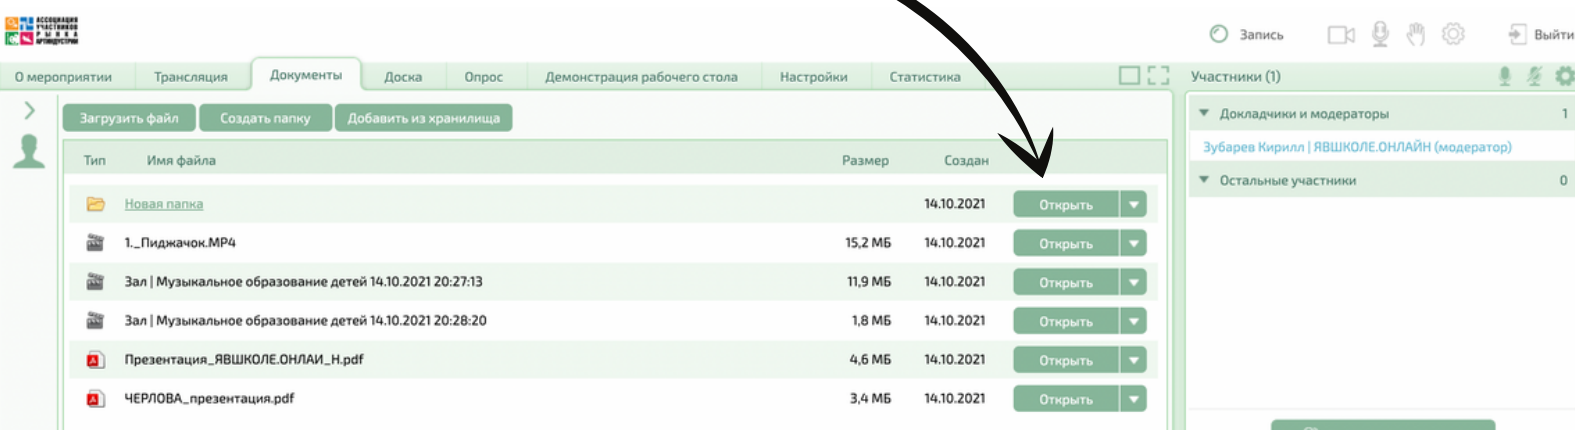 АССОЦИАЦИЯ
УЧАСТНИКОВ
РЫНКА
АРТИНДУСТРИИ
Запись
Выйти
О мероприятии
Трансляция
Документы
Доска
Опрос
Демонстрация рабочего стола
Настройки
Статистика
Участники (1)
Загрузить файл
Создать папку
Добавить из хранилища
Докладчики и модераторы 1
Зубарев Кирилл | ЯВШКОЛЕ.ОНЛАЙН (модератор)
Остальные участники 0
Тип Имя файла Размер Создан
Новая папка 14.10.2021 Открыть
1._Пиджачок.MP4 15,2 МБ 14.10.2021 Открыть
Зал | Музыкальное образование детей 14.10.2021 20:27:13 11,9 МБ 14.10.2021 Открыть
Зал | Музыкальное образование детей 14.10.2021 20:28:20 1,8 МБ 14.10.2021 Открыть
Презентация_ЯВШКОЛЕ.ОНЛАИ_Н.pdf 4,6 МБ 14.10.2021 Открыть
ЧЕРЛОВА_презентация.pdf 3,4 МБ 14.10.2021 Открыть